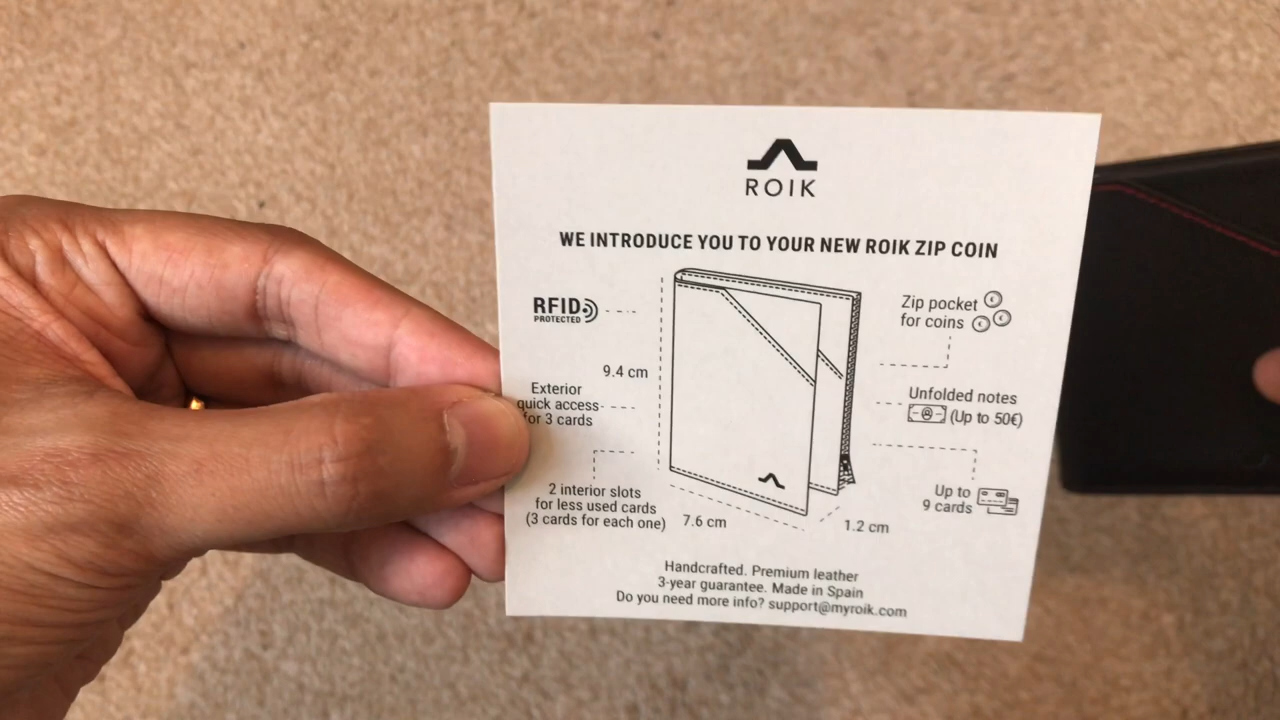 ROIK
WE INTRODUCE YOU TO YOUR NEW ROIK ZIP COIN
RFID
PROTECTED
9.4 cm
Exterior
quick access
for 3 cards
2 interior slots
for less used cards
(3 cards for each one)
7.6 cm
1.2 cm
Zip pocket
for coins
Unfolded notes
(Up to 50€)
Up to
9 cards
Handcrafted. Premium leather
3-year guarantee. Made in Spain
Do you need more info? support@myroik.com